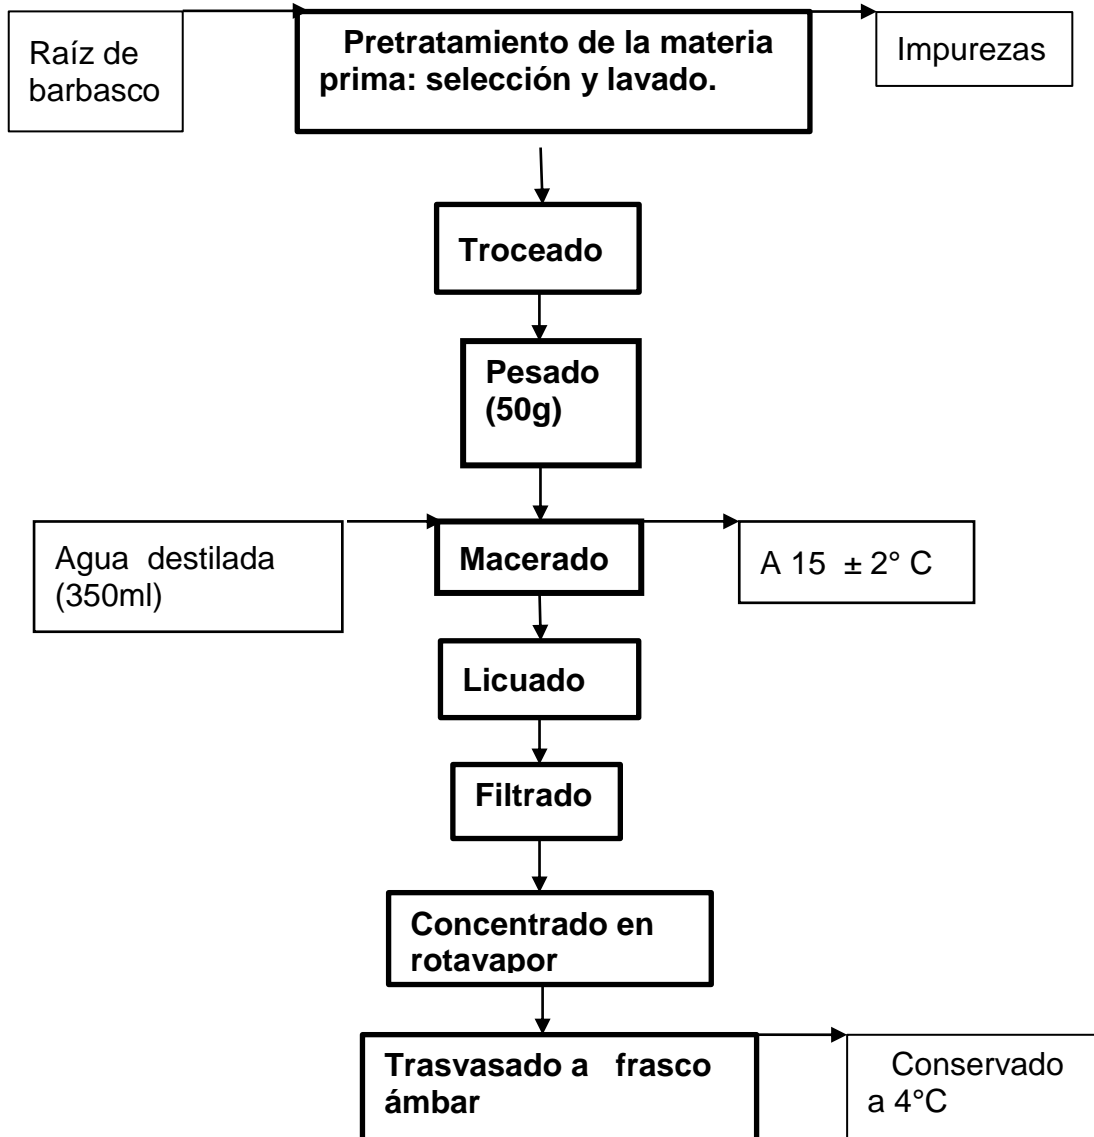 Raíz de
barbasco
Pretratamiento de la materia
prima: selección y lavado.
Impurezas
Troceado
Pesado
(50g)
Agua destilada
(350ml)
Macerado
A 15 ± 2° C
Licuado
Filtrado
Concentrado en
rotavapor
Trasvasado a frasco
ámbar
Conservado
a 4°C